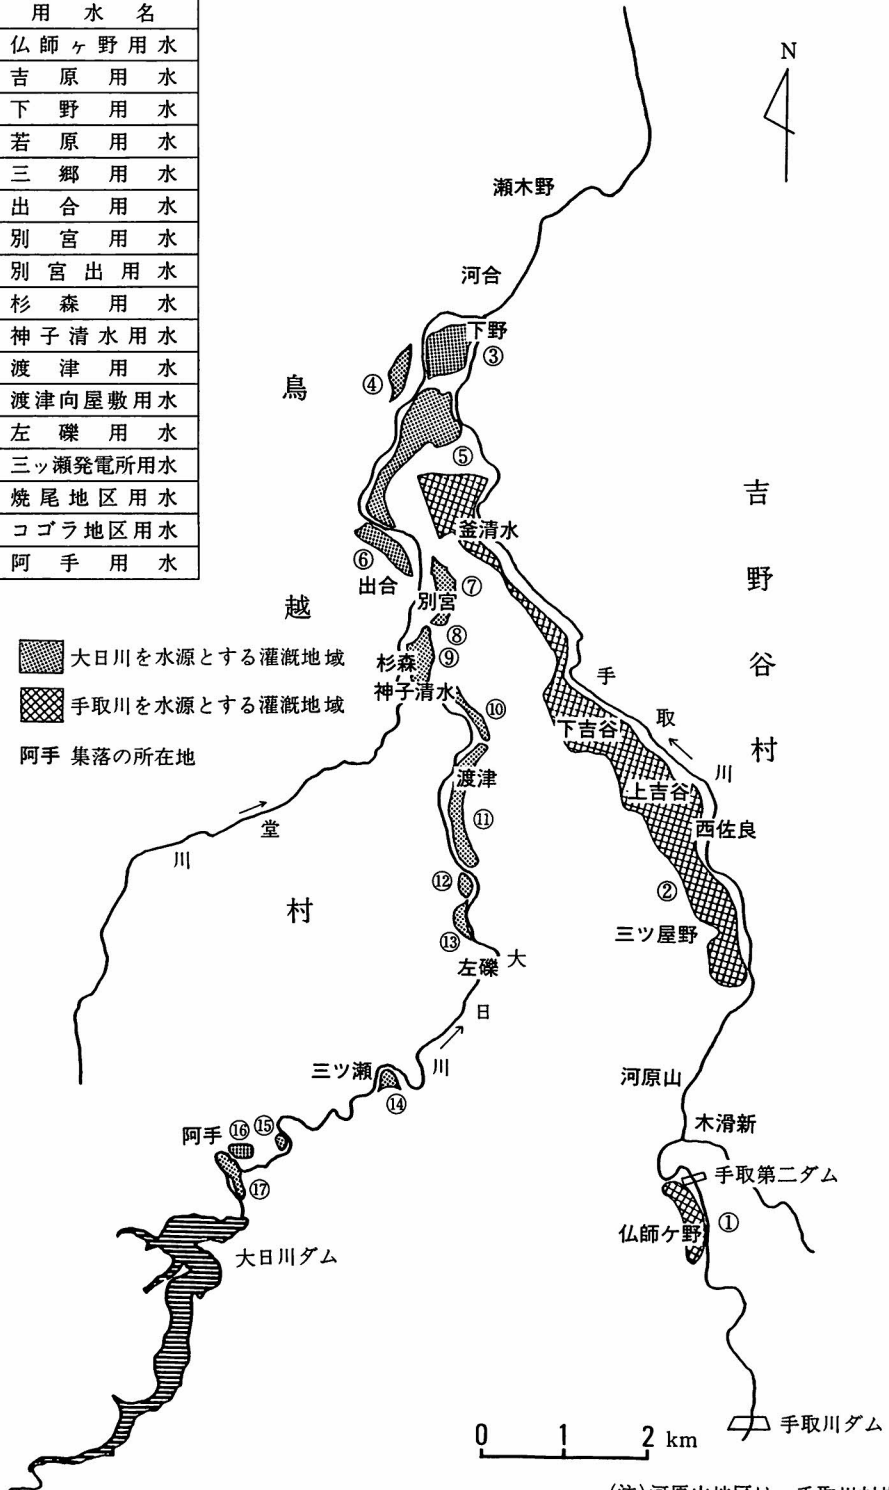 用水名
仏師ヶ野用水
吉原用水
下野用水
若原用水
三郷用水
出合用水
別宮用水
別宮出用水
杉森用水
神子清水用水
渡津用水
渡津向屋敷用水
左礫用水
三ッ瀬発電所用水
焼尾地区用水
コゴラ地区用水
阿手用水
大日川を水源とする灌漑地域
手取川を水源とする灌漑地域
阿手 集落の所在地
N
瀬木野
河合
下野
③
④
鳥越村
⑤
釜清水
⑥
出合
⑦
別宮
⑧
⑨
杉森
神子清水
⑩
渡津
⑪
⑫
⑬
左礫
大日川
堂川
三ツ瀬
⑭
⑮
⑯
阿手
⑰
大日川ダム
吉野谷村
手取川
下吉谷
上吉谷
西佐良
②
三ツ屋野
河原山
木滑新
手取第二ダム
①
仏師ケ野
手取川ダム
0 1 2 km